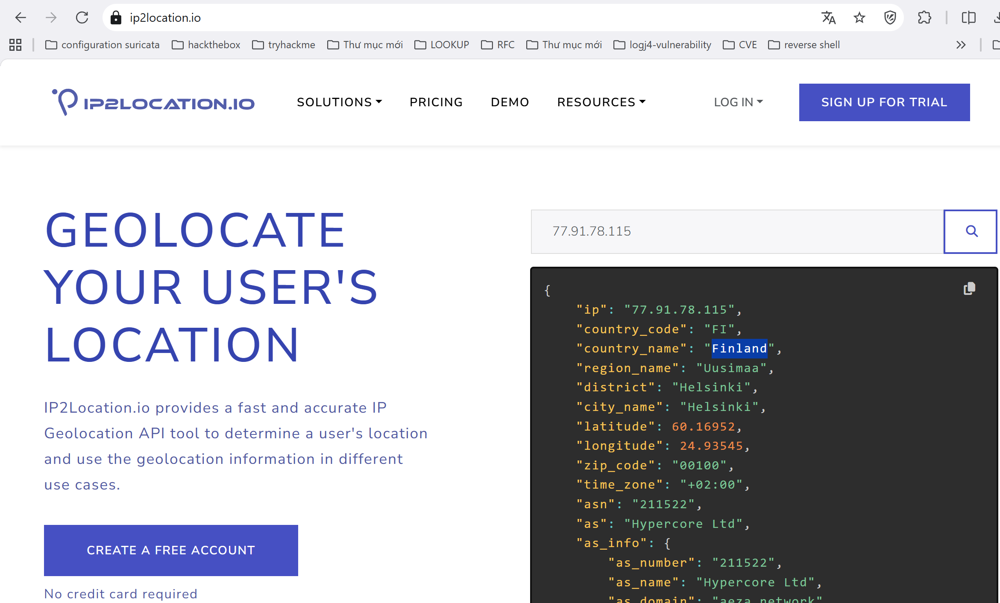 ip2location.io
configuration suricata
hackthebox
tryhackme
Thư mục mới
LOOKUP
RFC
Thư mục mới
logj4-vulnerability
CVE
reverse shell
IP2LOCATION.IO
SOLUTIONS
PRICING
DEMO
RESOURCES
LOG IN
SIGN UP FOR TRIAL
GEOLOCATE
YOUR USER'S
LOCATION
IP2Location.io provides a fast and accurate IP
Geolocation API tool to determine a user's location
and use the geolocation information in different
use cases.
CREATE A FREE ACCOUNT
No credit card required
77.91.78.115
{
"ip": "77.91.78.115",
"country_code": "FI",
"country_name": "Finland",
"region_name": "Uusimaa",
"district": "Helsinki",
"city_name": "Helsinki",
"latitude": 60.16952,
"longitude": 24.93545,
"zip_code": "00100",
"time_zone": "+02:00",
"asn": "211522",
"as": "Hypercore Ltd",
"as_info": {
"as_number": "211522",
"as_name": "Hypercore Ltd",
"as_domain": "aeza.network"